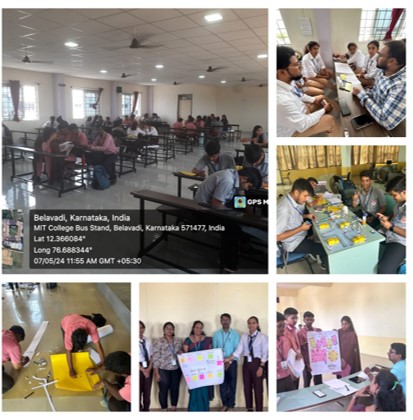 GPS M
Belavadi, Karnataka, India
MIT College Bus Stand, Belavadi, Karnataka 571477, India
Lat 12.366084°
Long 76.688344°
07/05/24 11:55 AM GMT +05:30